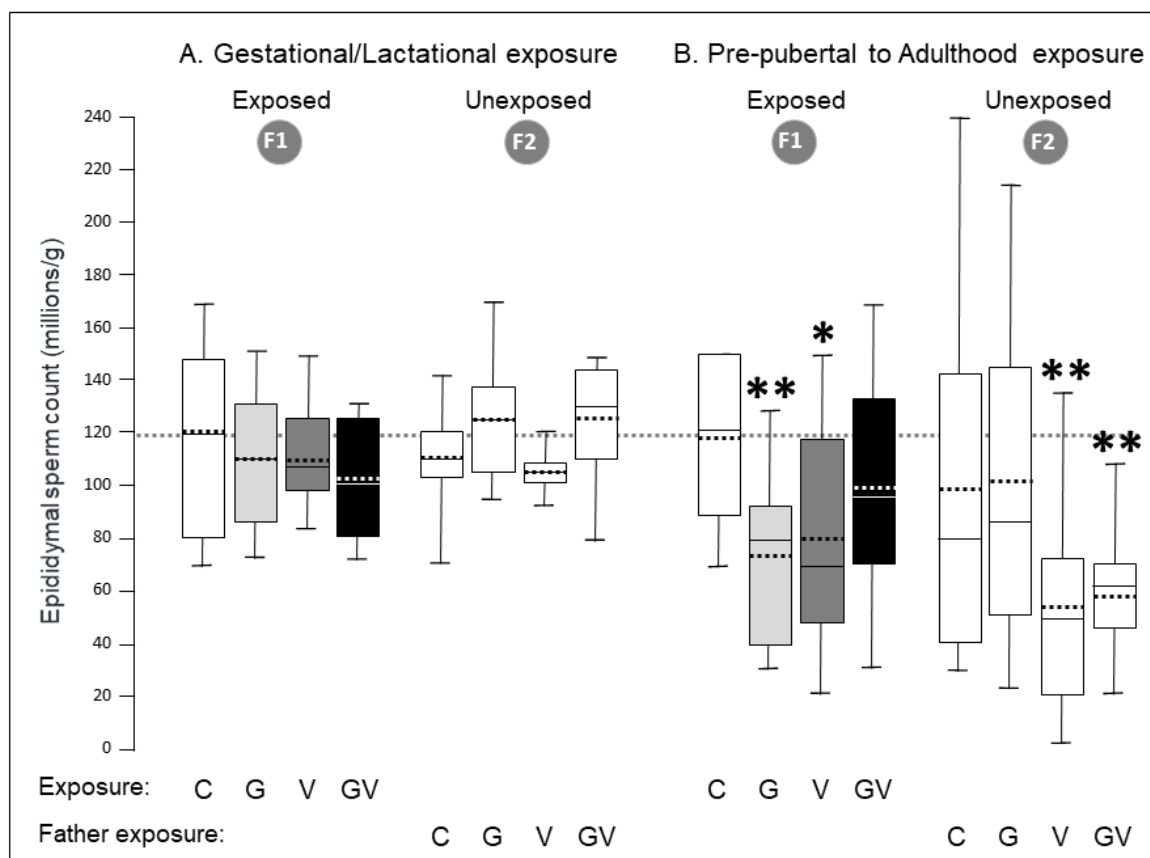 A. Gestational/Lactational exposure B. Pre-pubertal to Adulthood exposure
Exposed Unexposed Exposed Unexposed
F1 F2 F1 F2
Epididymal sperm count (millions/g)
240
220
200
180
160
140
120
100
80
60
40
20
0
* ** ** **
Exposure: C G V GV C G V GV
Father exposure: C G V GV C G V GV